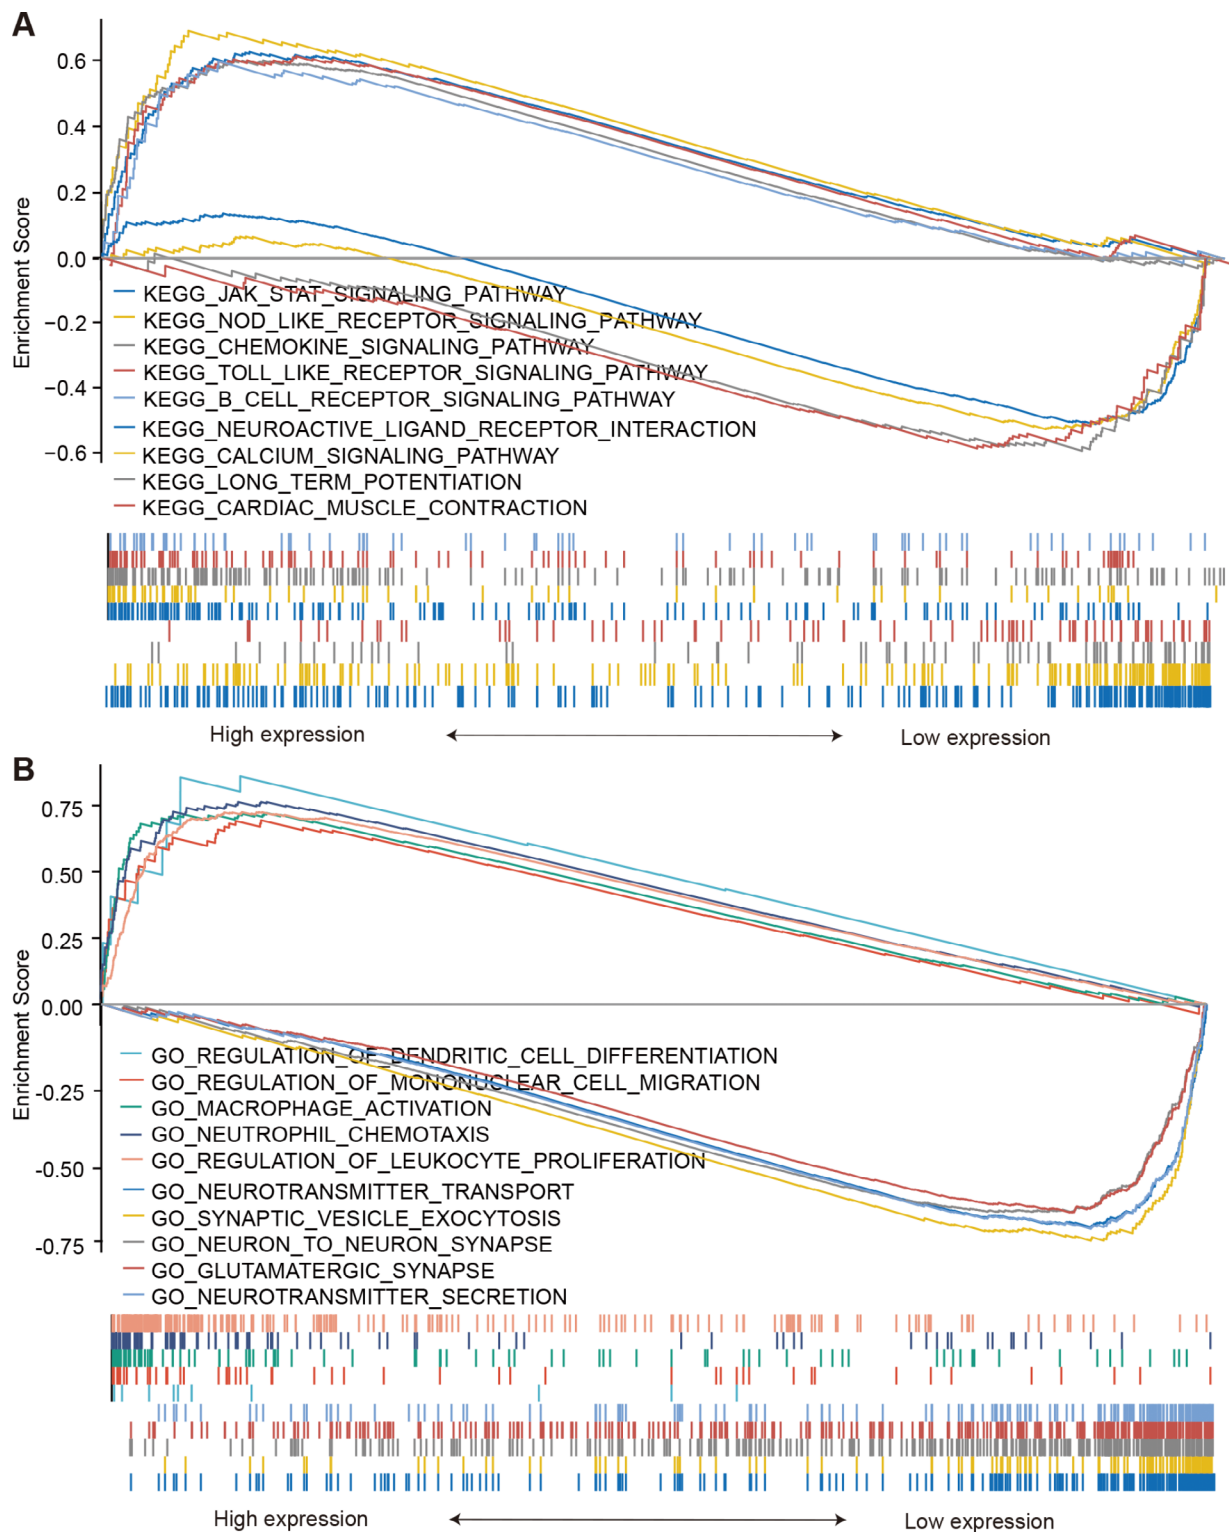 A
Enrichment Score
0.6
0.4
0.2
0.0
−0.2
−0.4
−0.6
KEGG_JAK_STAT_SIGNALING_PATHWAY
KEGG_NOD_LIKE_RECEPTOR_SIGNALING_PATHWAY
KEGG_CHEMOKINE_SIGNALING_PATHWAY
KEGG_TOLL_LIKE_RECEPTOR_SIGNALING_PATHWAY
KEGG_B_CELL_RECEPTOR_SIGNALING_PATHWAY
KEGG_NEUROACTIVE_LIGAND_RECEPTOR_INTERACTION
KEGG_CALCIUM_SIGNALING_PATHWAY
KEGG_LONG_TERM_POTENTIATION
KEGG_CARDIAC_MUSCLE_CONTRACTION
High expression
Low expression
B
Enrichment Score
0.75
0.50
0.25
0.00
Enrichment Score
-0.25
-0.50
-0.75
GO_REGULATION_OF_DENDRITIC_CELL_DIFFERENTIATION
GO_REGULATION_OF_MONONUCLEAR_CELL_MIGRATION
GO_MACROPHAGE_ACTIVATION
GO_NEUTROPHIL_CHEMOTAXIS
GO_REGULATION_OF_LEUKOCYTE_PROLIFERATION
GO_NEUROTRANSMITTER_TRANSPORT
GO_SYNAPTIC_VESICLE_EXOCYTOSIS
GO_NEURON_TO_NEURON_SYNAPSE
GO_GLUTAMATERGIC_SYNAPSE
GO_NEUROTRANSMITTER_SECRETION
High expression
Low expression